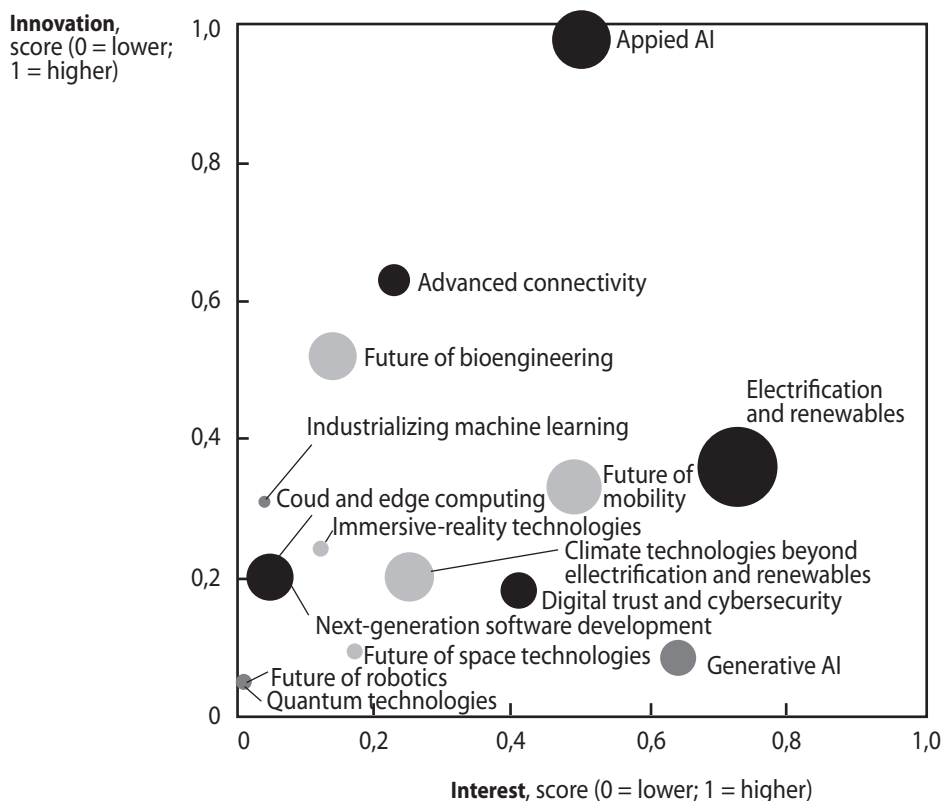 Innovation,
score (0 = lower;
1 = higher)
1,0
0,8
0,6
0,4
0,2
0
Appied AI
Advanced connectivity
Future of bioengineering
Electrification
and renewables
Industrializing machine learning
Future of
mobility
Coud and edge computing
Immersive-reality technologies
Climate technologies beyond
ellectrification and renewables
Digital trust and cybersecurity
Next-generation software development
Future of space technologies
Generative AI
Future of robotics
Quantum technologies
0 0,2 0,4 0,6 0,8 1,0
Interest, score (0 = lower; 1 = higher)